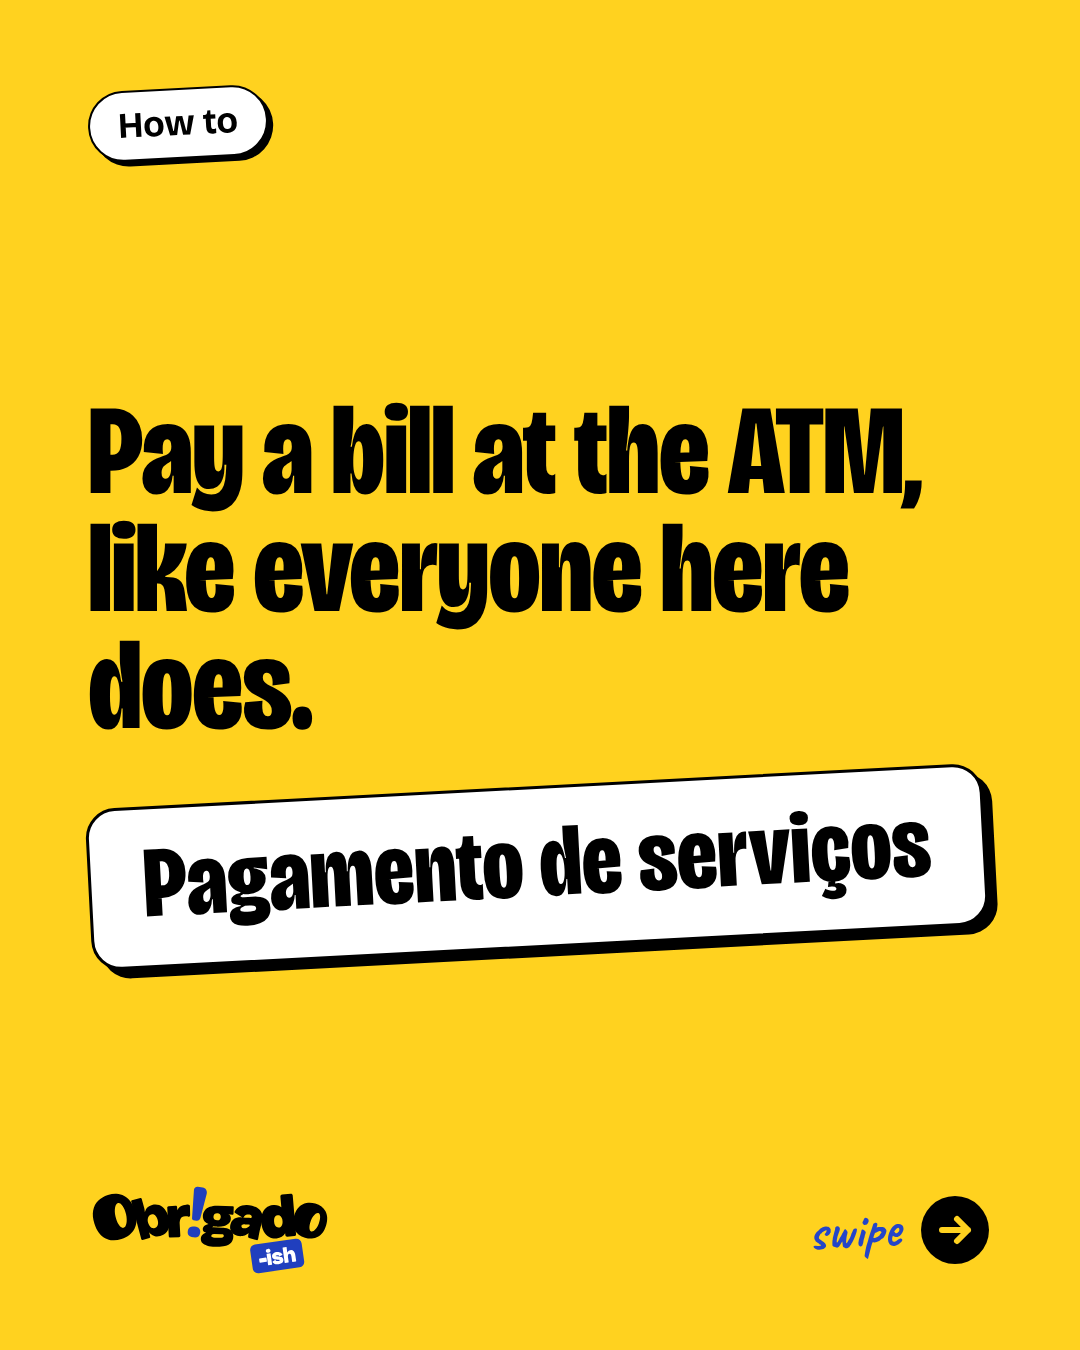 How to
Pay a bill at the ATM,
like everyone here
does.
Pagamento de serviços
Obr!gado
-ish
swipe